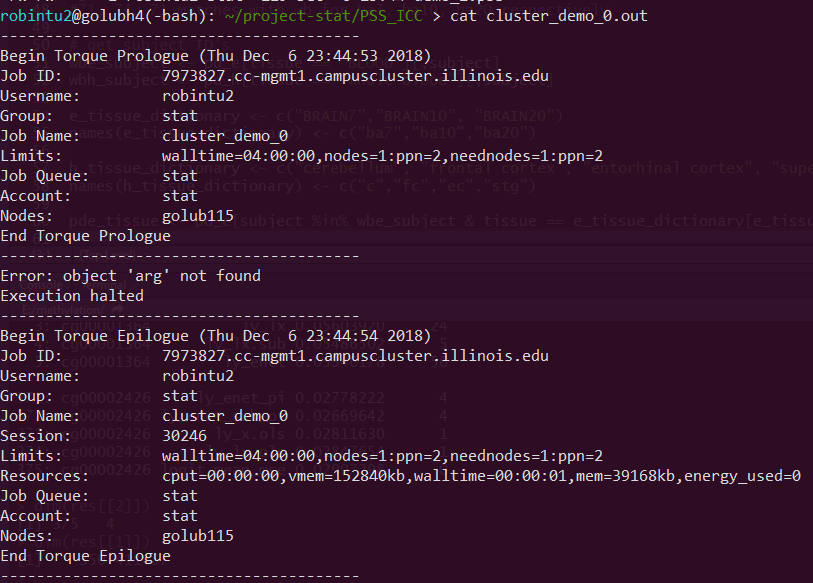 robintu2@golubh4(-bash): ~/project-stat/PSS_ICC > cat cluster_demo_0.out
----------------------------------------
Begin Torque Prologue (Thu Dec  6 23:44:53 2018)
Job ID:           7973827.cc-mgmt1.campuscluster.illinois.edu
Username:         robintu2
Group:            stat
Job Name:         cluster_demo_0
Limits:           walltime=04:00:00,nodes=1:ppn=2,neednodes=1:ppn=2
Job Queue:        stat
Account:          stat
Nodes:            golub115
End Torque Prologue
----------------------------------------
Error: object 'arg' not found
Execution halted
----------------------------------------
Begin Torque Epilogue (Thu Dec  6 23:44:54 2018)
Job ID:           7973827.cc-mgmt1.campuscluster.illinois.edu
Username:         robintu2
Group:            stat
Job Name:         cluster_demo_0
Session:          30246
Limits:           walltime=04:00:00,nodes=1:ppn=2,neednodes=1:ppn=2
Resources:        cput=00:00:00,vmem=152840kb,walltime=00:00:01,mem=39168kb,energy_used=0
Job Queue:        stat
Account:          stat
Nodes:            golub115
End Torque Epilogue
----------------------------------------